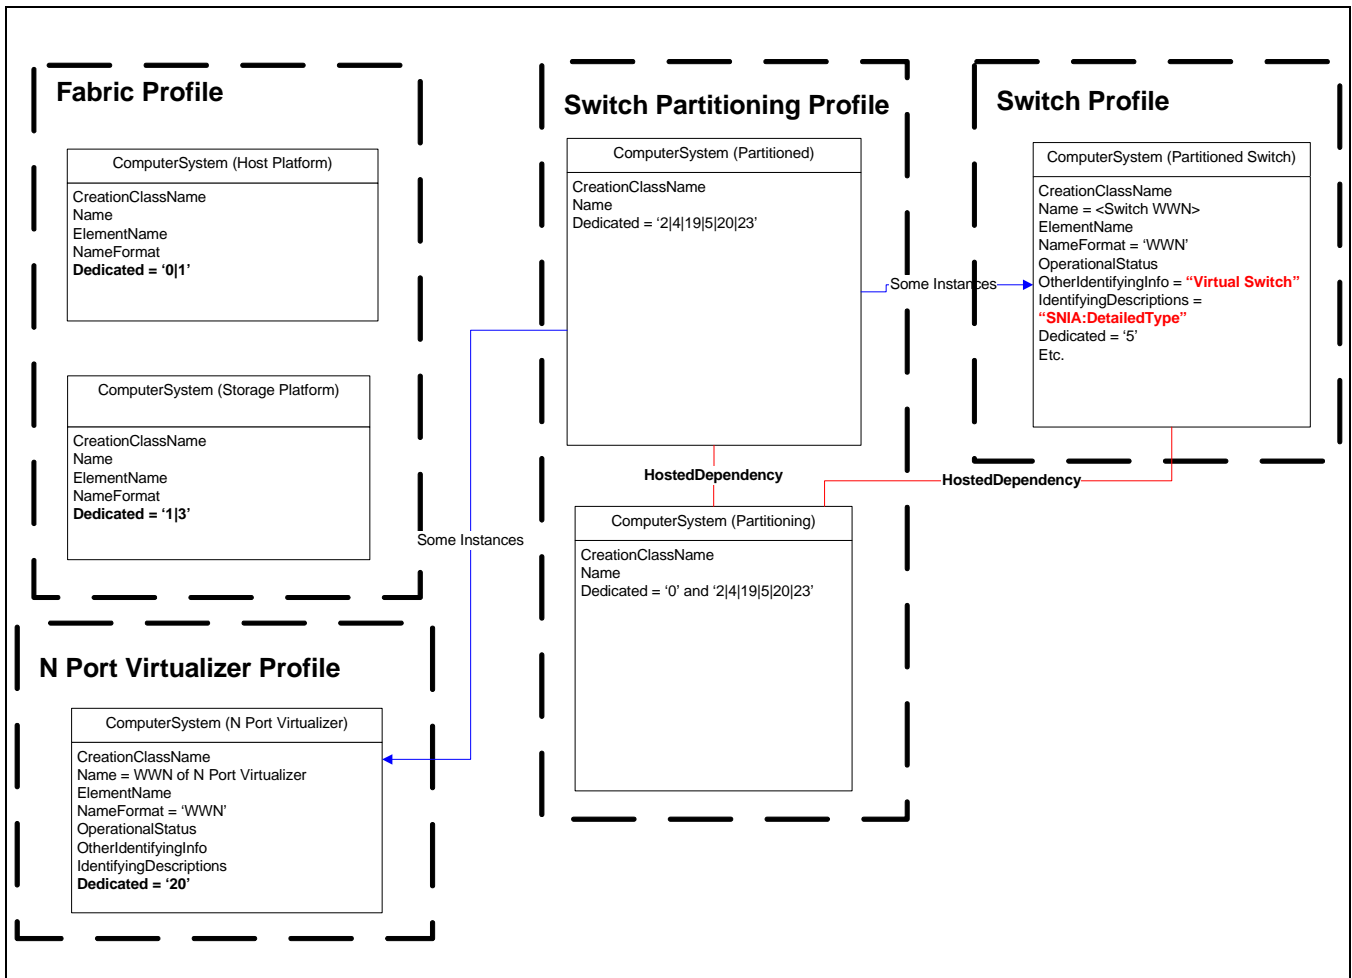 Fabric Profile
ComputerSystem (Host Platform)
CreationClassName
Name
ElementName
NameFormat
Dedicated = ‘0|1’
ComputerSystem (Storage Platform)
CreationClassName
Name
ElementName
NameFormat
Dedicated = ‘1|3’
N Port Virtualizer Profile
ComputerSystem (N Port Virtualizer)
CreationClassName
Name = WWN of N Port Virtualizer
ElementName
NameFormat = ‘WWN’
OperationalStatus
OtherIdentifyingInfo
IdentifyingDescriptions
Dedicated = ‘20’
Some Instances
Switch Partitioning Profile
ComputerSystem (Partitioned)
CreationClassName
Name
Dedicated = ‘2|4|19|5|20|23’
HostedDependency
ComputerSystem (Partitioning)
CreationClassName
Name
Dedicated = ‘0’ and ‘2|4|19|5|20|23’
Some Instances
Switch Profile
ComputerSystem (Partitioned Switch)
CreationClassName
Name = <Switch WWN>
ElementName
NameFormat = ‘WWN’
OperationalStatus
OtherIdentifyingInfo = “Virtual Switch”
IdentifyingDescriptions =
“SNIA:DetailedType”
Dedicated = ‘5’
Etc.
HostedDependency